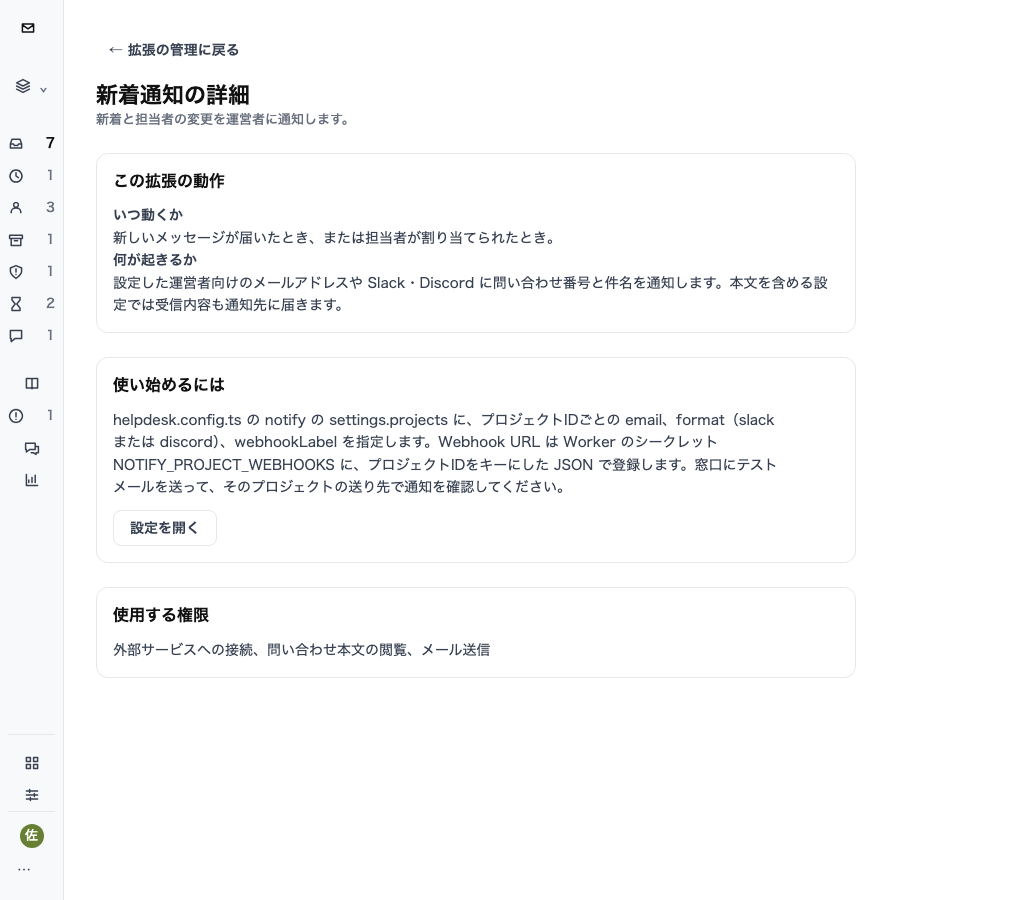 ← 拡張の管理に戻る
新着通知の詳細
新着と担当者の変更を運営者に通知します。
7
1
3
1
1
2
1
1
この拡張の動作
いつ動くか
新しいメッセージが届いたとき、または担当者が割り当てられたとき。
何が起きるか
設定した運営者向けのメールアドレスや Slack・Discord に問い合わせ番号と件名を通知します。本文を含める設
定では受信内容も通知先に届きます。
使い始めるには
helpdesk.config.ts の notify の settings.projects に、プロジェクトIDごとの email、format（slack
または discord）、webhookLabel を指定します。Webhook URL は Worker のシークレット
NOTIFY_PROJECT_WEBHOOKS に、プロジェクトIDをキーにした JSON で登録します。窓口にテスト
メールを送って、そのプロジェクトの送り先で通知を確認してください。
設定を開く
使用する権限
外部サービスへの接続、問い合わせ本文の閲覧、メール送信
佐
…